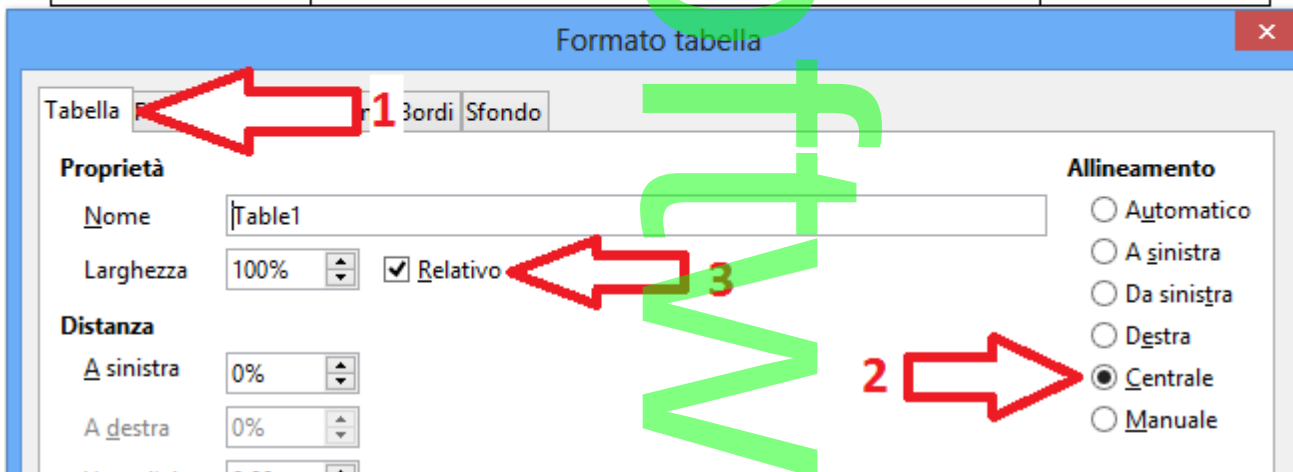 Formato tabella
Tabella
1
Bordi
Sfondo
Proprietà
Allineamento
Nome
Table1
Automatico
Larghezza
100%
Relativo
3
A sinistra
Da sinistra
Distanza
Destra
A sinistra
0%
2
Centrale
A destra
0%
Manuale
ftw